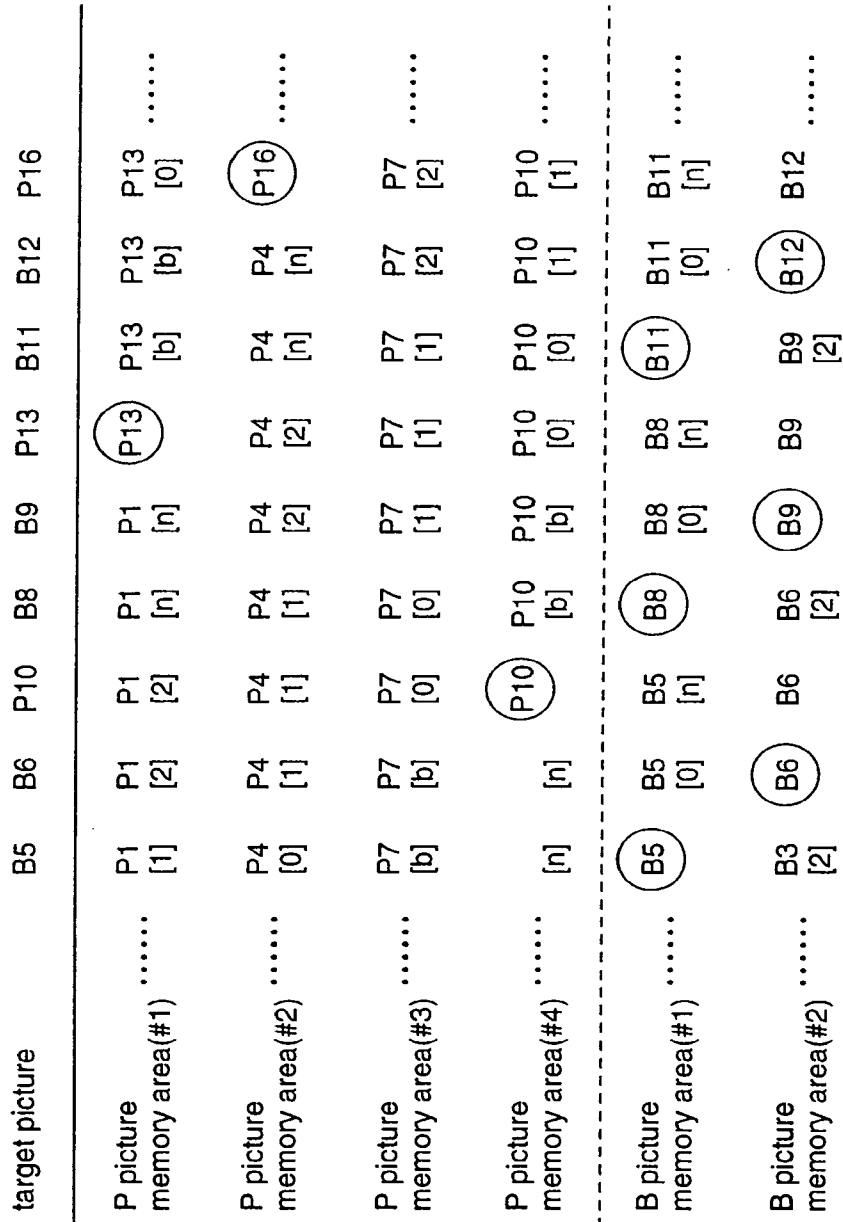 target picture B5 B6 P10 B8 B9 P13 B11 B12 P16
P picture P1 P1 P1 P1 P1 P13 P13 P13 P13
memory area(#1) ...... [1] [2] [2] [n] [n] [b] [b] [0] ......
P picture P4 P4 P4 P4 P4 P4 P4 P4 P16
memory area(#2) ...... [0] [1] [1] [1] [2] [2] [n] [n] ......
P picture P7 P7 P7 P7 P7 P7 P7 P7 P7
memory area(#3) ...... [b] [b] [0] [0] [1] [1] [1] [2] [2] ......
P picture P10 P10 P10 P10 P10 P10 P10
memory area(#4) ...... [n] [n] [b] [b] [0] [0] [1] [1] ......
B picture B5 B5 B5 B8 B8 B8 B11 B11 B11
memory area(#1) ...... [0] [n] [0] [n] [0] [n] ......
B picture B3 B6 B6 B6 B9 B9 B9 B12 B12
memory area(#2) ...... [2] [2] [2] ......